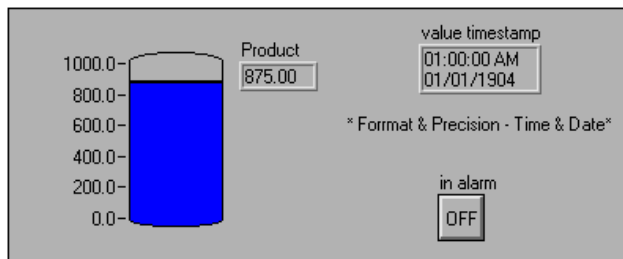 Product
875.00
1000.0
800.0
600.0
400.0
200.0
0.0
value timestamp
01:00:00 AM
01/01/1904
* Forrmat & Precision - Time & Date*
in alarm
OFF